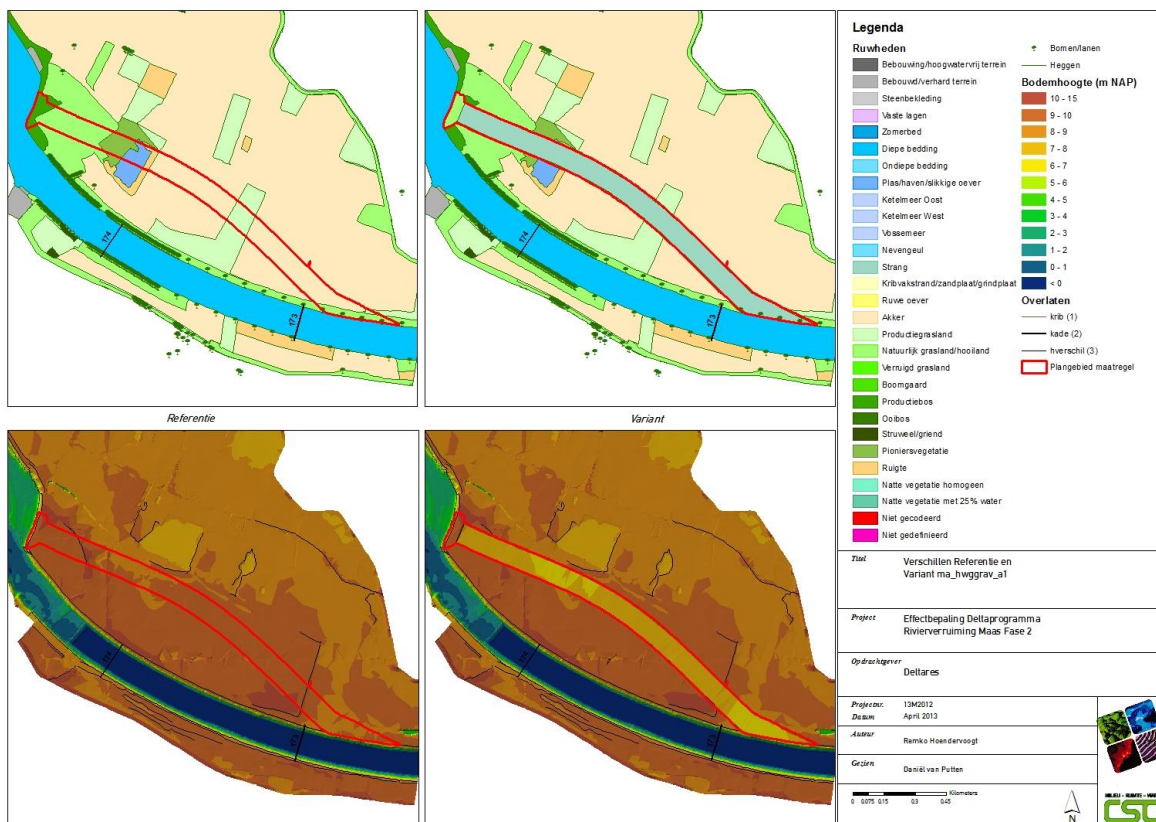 174
173
174
173
Referentie
Variant
174
173
174
173
Legenda
Ruwheden
Bebouwing/hoogwatervrij terrein
Bebouwd/verhard terrein
Steenbekleding
Vaste lagen
Zomerbed
Diepe bedding
Ondiepe bedding
Plas/haven/slikkige oever
Ketelmeer Oost
Ketelmeer West
Vossemeer
Nevengeul
Strang
Kribvakstrand/zandplaat/grindplaat
Ruwe oever
Akker
Productiegrasland
Natuurlijk grasland/hooiland
Verruigd grasland
Boomgaard
Productiebos
Ooibos
Struweel/griend
Pioniersvegetatie
Ruigte
Natte vegetatie homogeen
Natte vegetatie met 25% water
Niet gecodeerd
Niet gedefinieerd
Bomen/lanen
Heggen
Bodemhoogte (m NAP)
10 - 15
9 - 10
8 - 9
7 - 8
6 - 7
5 - 6
4 - 5
3 - 4
2 - 3
1 - 2
0 - 1
< 0
Overlaten
krib (1)
kade (2)
hverschil (3)
Plangebied maatregel
Titel Verschillen Referentie en
Variant ma_hwggrav_a1
Project Effectbepaling Deltaprogramma
Rivierverruiming Maas Fase 2
Opdrachtgever
Deltares
Projectnr. 13M2012
Datum April 2013
Auteur Remko Hoendervoogt
Gezien Daniël van Putten
Kilometers
0 0.075 0.15 0.3 0.45
N
MILIEU - RUIMTE - WATER
CSO